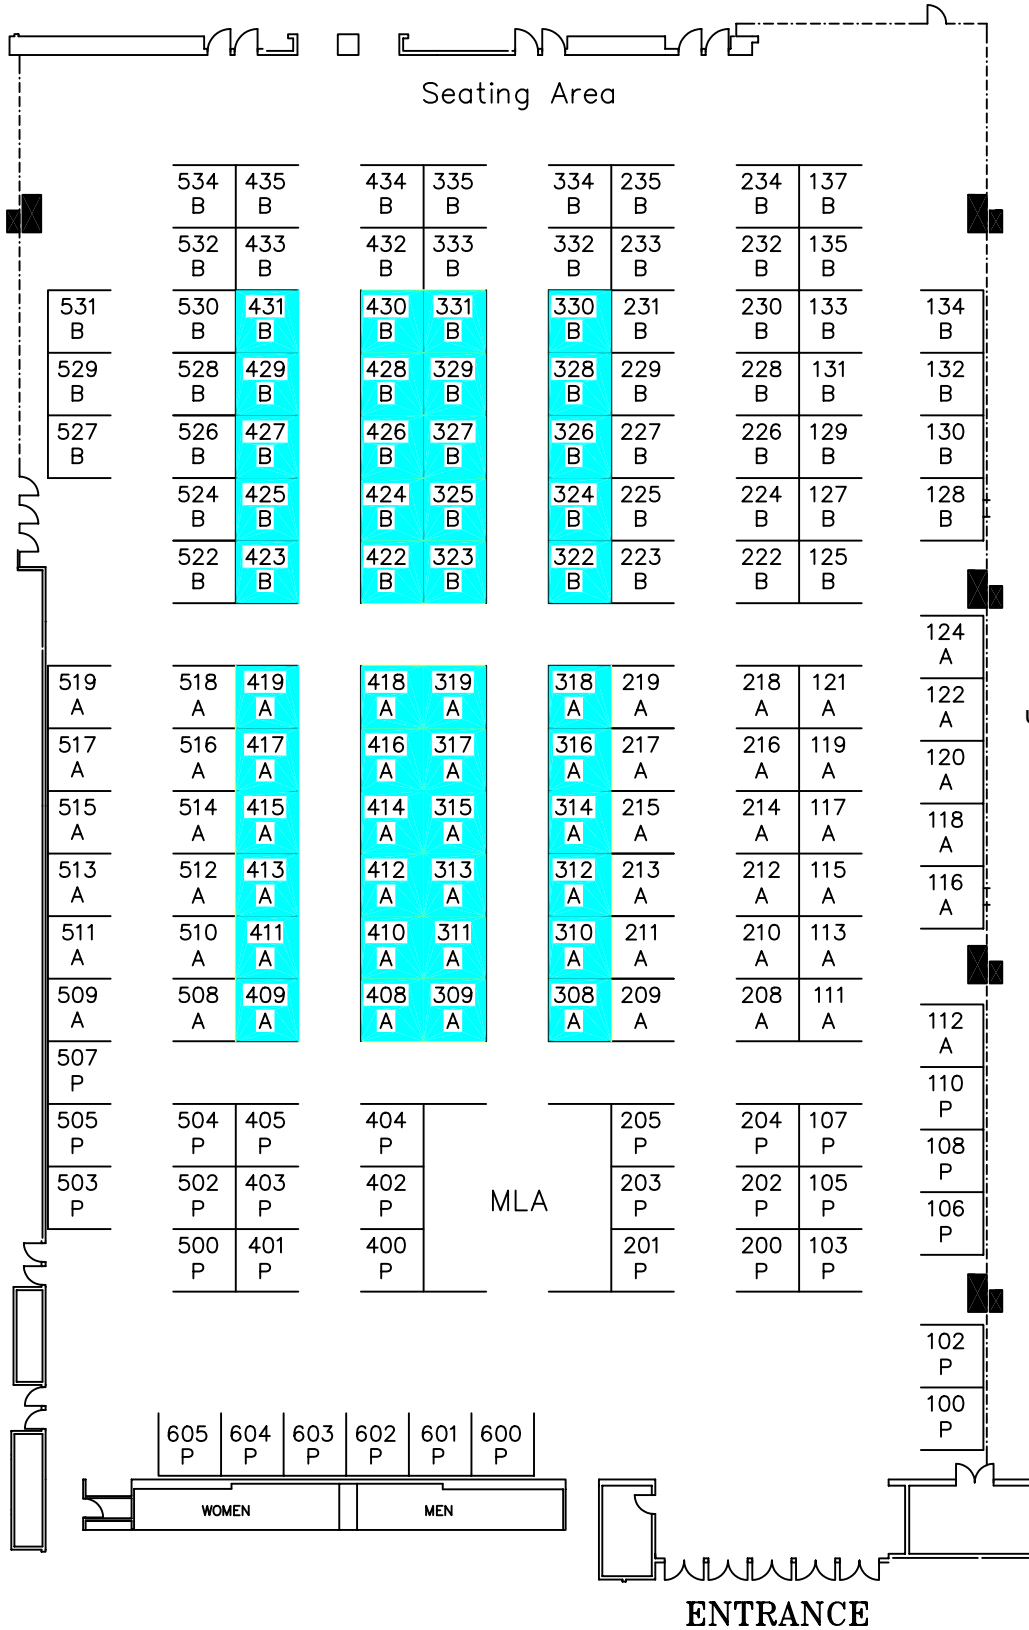 Seating Area
534 435 434 335 334 235 234 137
B B B B B B B B
532 433 432 333 332 233 232 135
B B B B B B B B
531 530 431 430 331 330 231 230 133 134
B B B B B B B B B B
529 528 429 428 329 328 229 228 131 132
B B B B B B B B B B
527 526 427 426 327 326 227 226 129 130
B B B B B B B B B B
524 425 424 325 324 225 224 127 128
B B B B B B B B B
522 423 422 323 322 223 222 125
B B B B B B B B
124
A
519 518 419 418 319 318 219 218 121 122
A A A A A A A A A A
517 516 417 416 317 316 217 216 119 120
A A A A A A A A A A
515 514 415 414 315 314 215 214 117 118
A A A A A A A A A A
513 512 413 412 313 312 213 212 115 116
A A A A A A A A A A
511 510 411 410 311 310 211 210 113
A A A A A A A A A
509 508 409 408 309 308 209 208 111 112
A A A A A A A A A A
507 110
P P
505 504 405 404 205 204 107 108
P P P P P P P P
503 502 403 402 MLA 203 202 105 106
P P P P P P P P
500 401 400 201 200 103
P P P P P P
102
P
100
P
605 604 603 602 601 600
P P P P P P
WOMEN MEN
ENTRANCE